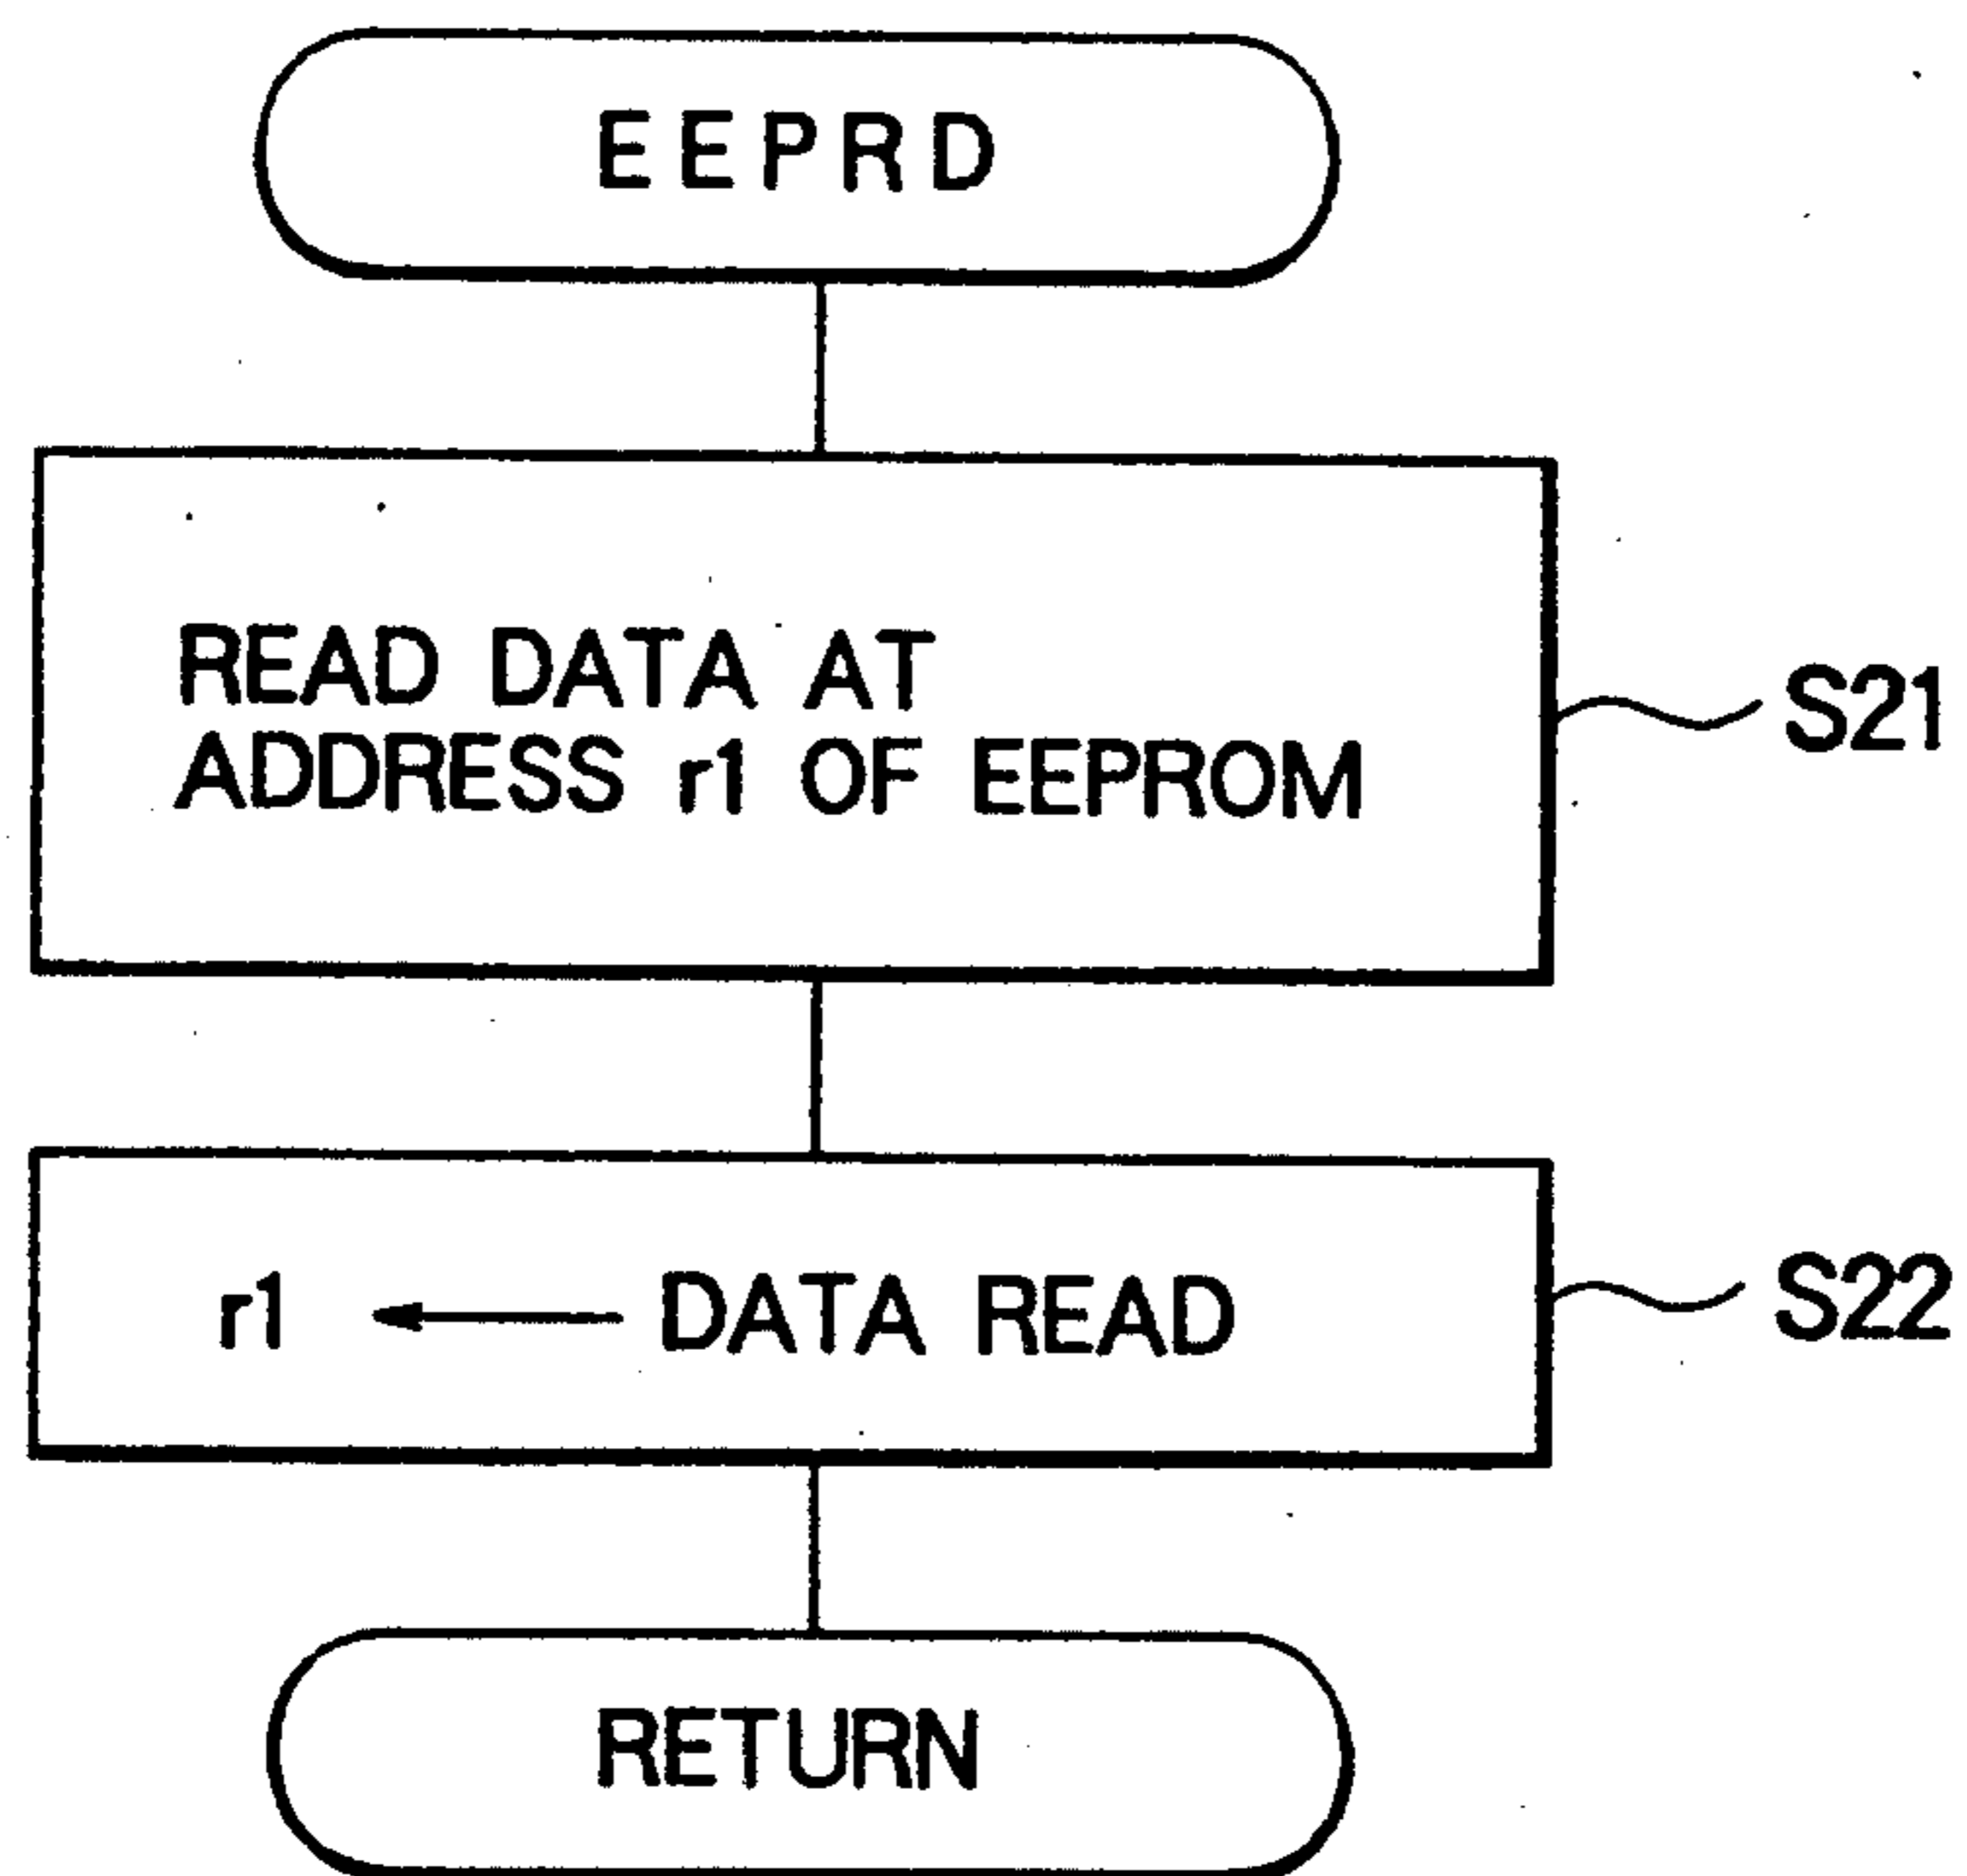 EEPRD
READ DATA AT
ADDRESS r1 OF EEPROM
S21
r1 ← DATA READ
S22
RETURN